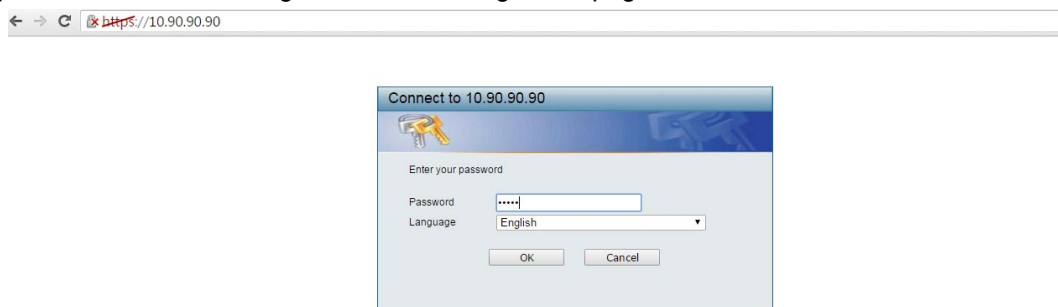 https://10.90.90.90
Connect to 10.90.90.90
Enter your password
Password •••••
Language English
OK Cancel